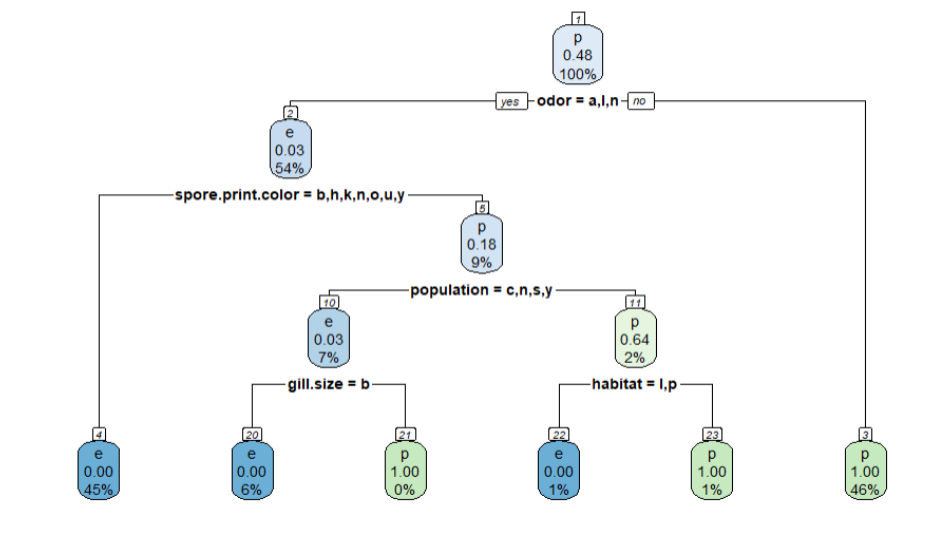 1
p
0.48
100%
yes odor = a,l,n no
2
e
0.03
54%
spore.print.color = b,h,k,n,o,u,y
5
p
0.18
9%
population = c,n,s,y
10
e
0.03
7%
11
p
0.64
2%
gill.size = b
habitat = l,p
4
e
0.00
45%
20
e
0.00
6%
21
p
1.00
0%
22
e
0.00
1%
23
p
1.00
1%
3
p
1.00
46%